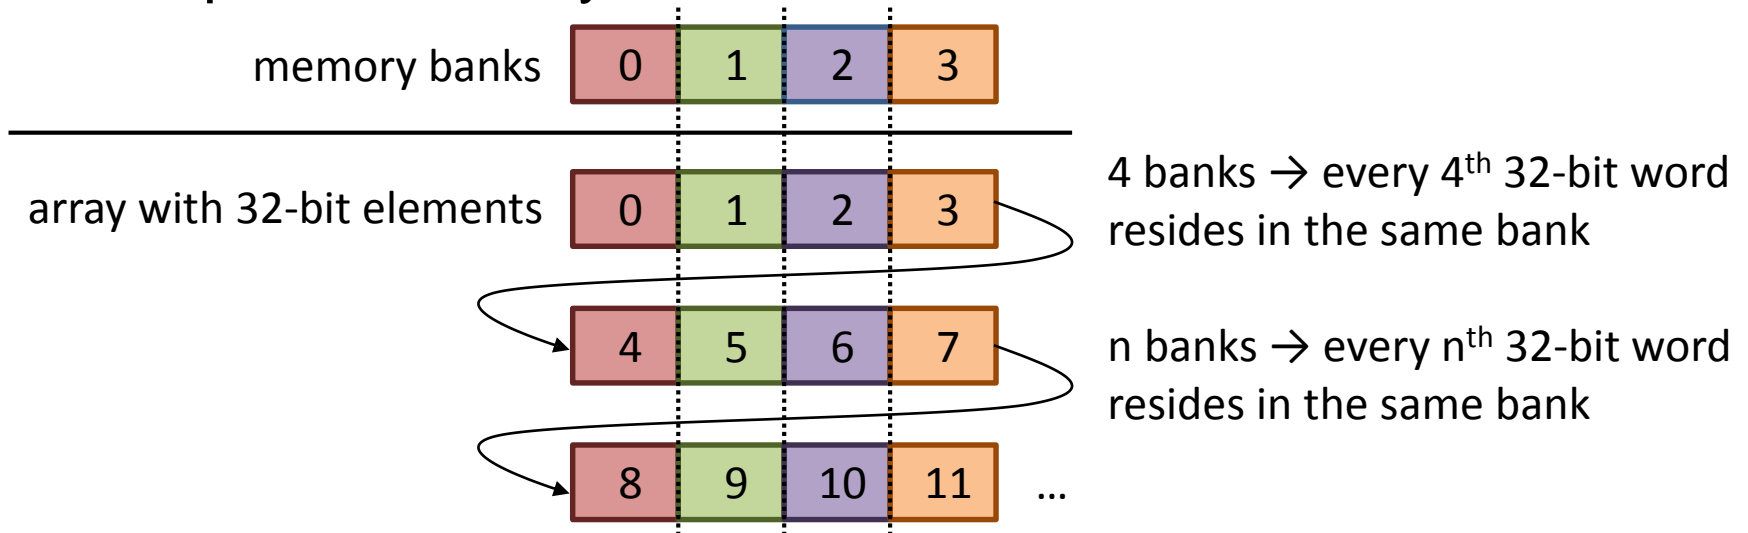 memory banks 0 1 2 3
array with 32-bit elements 0 1 2 3
4 banks → every 4th 32-bit word
resides in the same bank
4 5 6 7
n banks → every nth 32-bit word
resides in the same bank
8 9 10 11 ...